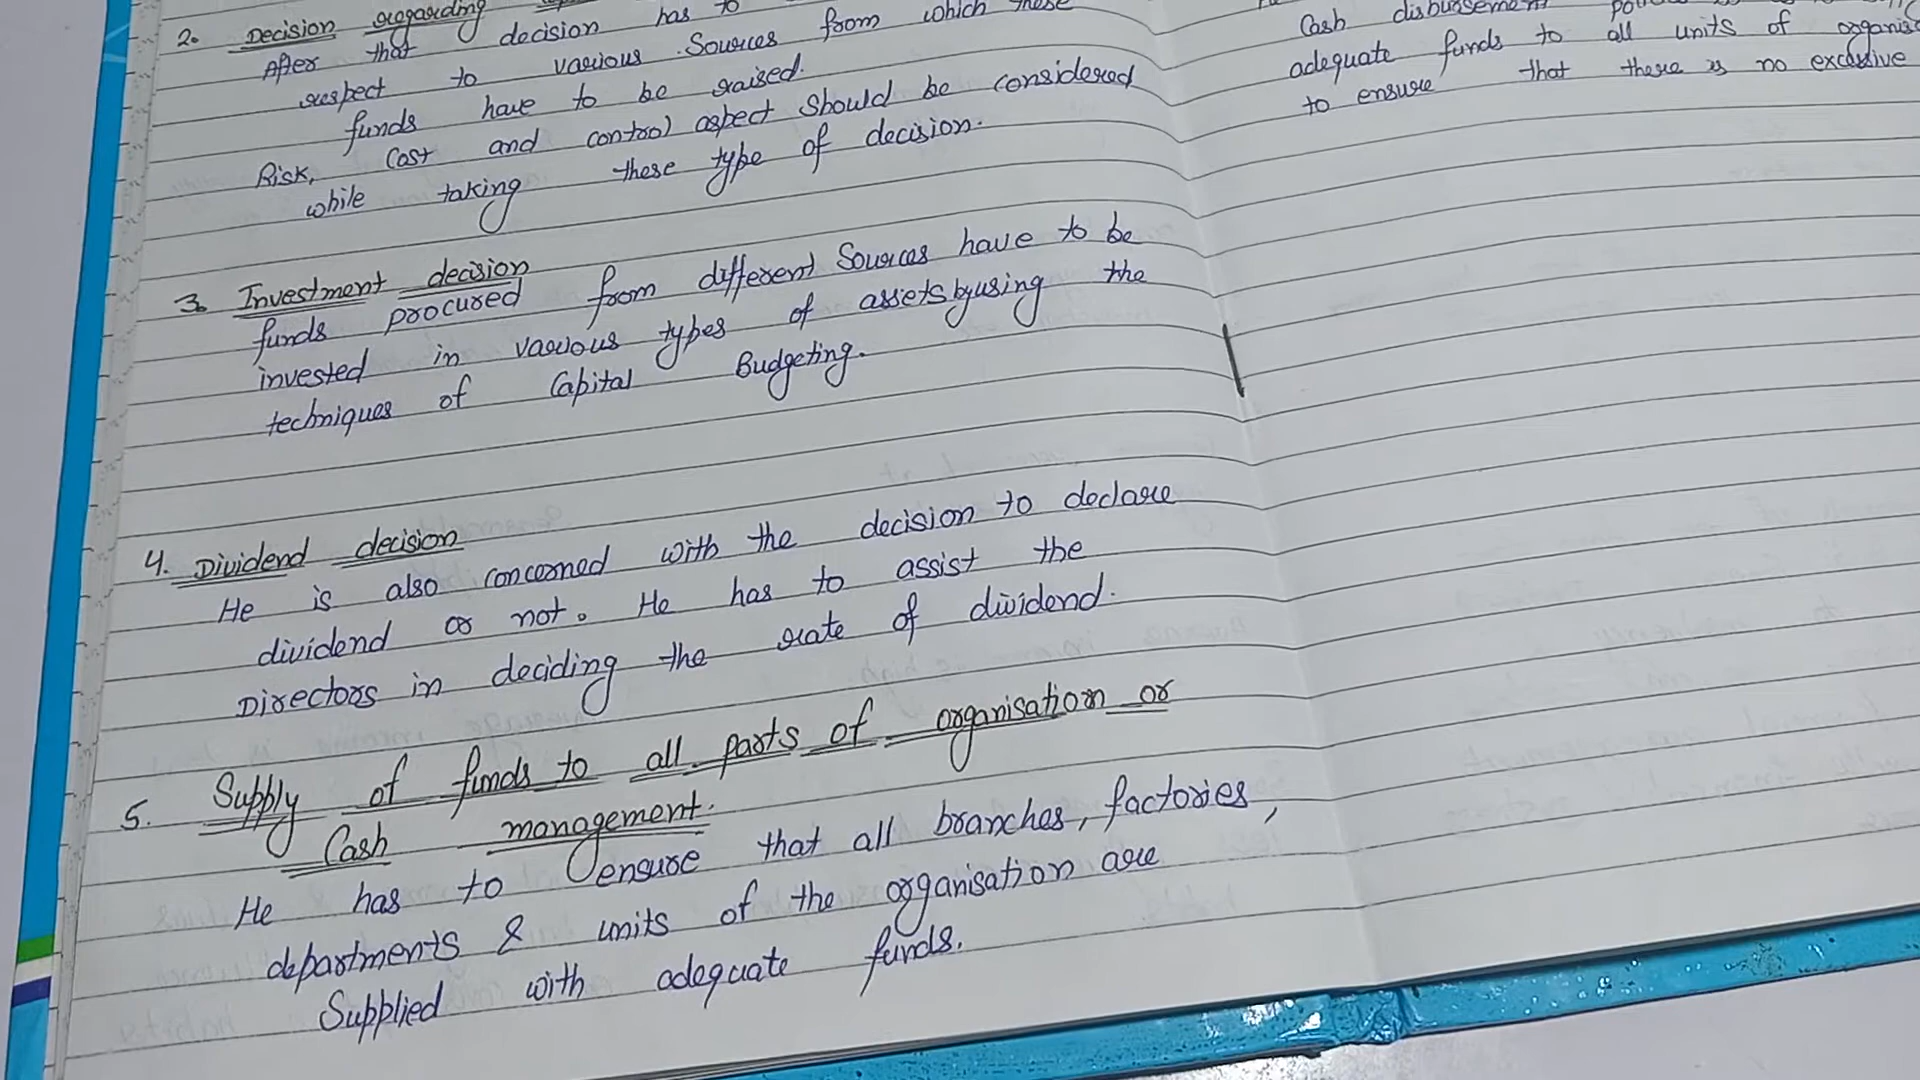 2. Decision regarding
After that decision has to
respect to various Sources from which these
funds have to be raised.
Risk, Cost and control aspect should be considered
while taking these type of decision.
3. Investment decision
funds procured from different Sources have to be
invested in various types of assets by using the
techniques of Capital Budgeting.
4. Dividend decision
He is also concerned with the decision to declare
dividend or not. He has to assist the
Directors in deciding the rate of dividend.
5. Supply of funds to all parts of organisation or
Cash management.
He has to ensure that all branches, factories,
departments & units of the organisation are
Supplied with adequate funds.
Cash disbursement
adequate funds to all units of
to ensure that there is no excessive